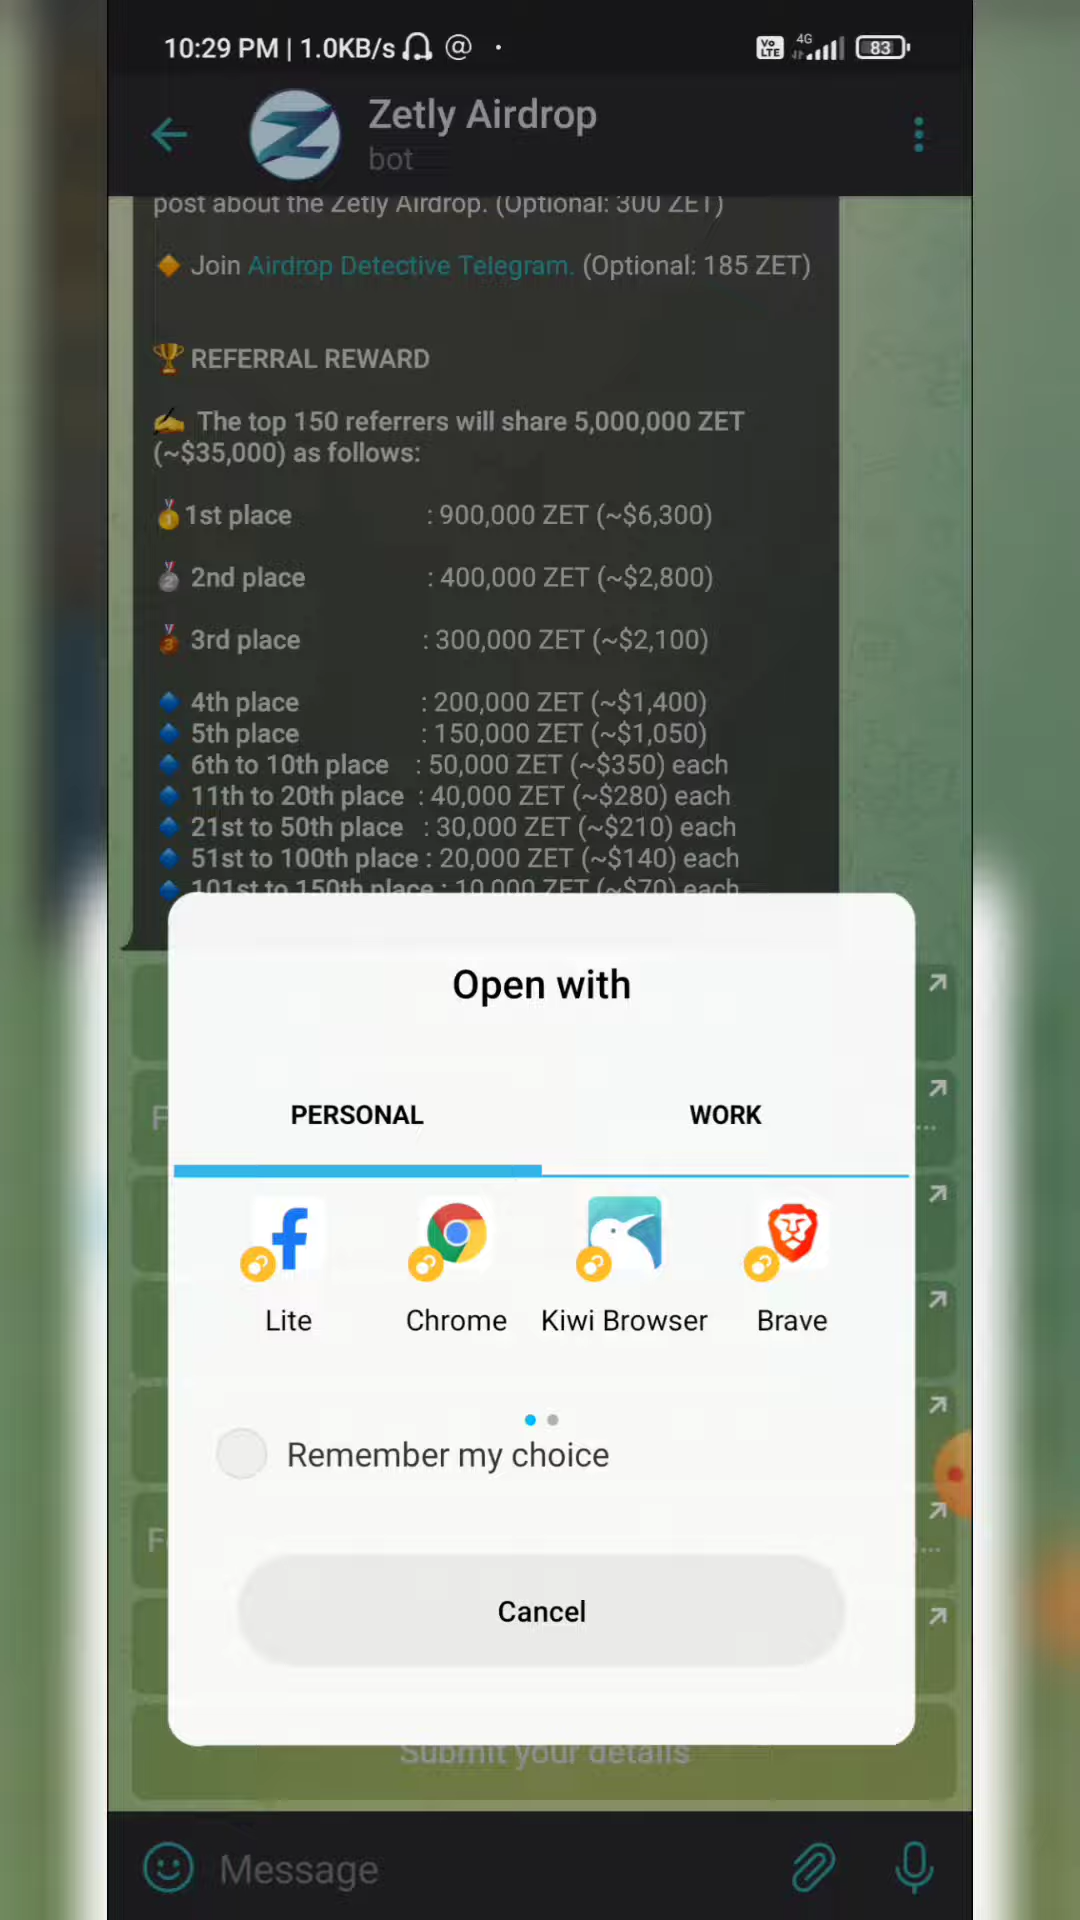 10:29 PM | 1.0KB/s
Vo LTE 4G 83
Zetly Airdrop
bot
post about the Zetly Airdrop. (Optional: 300 ZET)
Join Airdrop Detective Telegram. (Optional: 185 ZET)
🏆 REFERRAL REWARD
✍️ The top 150 referrers will share 5,000,000 ZET
(~$35,000) as follows:
🥇1st place : 900,000 ZET (~$6,300)
🥈 2nd place : 400,000 ZET (~$2,800)
🥉 3rd place : 300,000 ZET (~$2,100)
🔹 4th place : 200,000 ZET (~$1,400)
🔹 5th place : 150,000 ZET (~$1,050)
🔹 6th to 10th place : 50,000 ZET (~$350) each
🔹 11th to 20th place : 40,000 ZET (~$280) each
🔹 21st to 50th place : 30,000 ZET (~$210) each
🔹 51st to 100th place : 20,000 ZET (~$140) each
🔹 101st to 150th place : 10,000 ZET (~$70) each
Open with
PERSONAL WORK
Lite Chrome Kiwi Browser Brave
Remember my choice
Cancel
Submit your details
Message